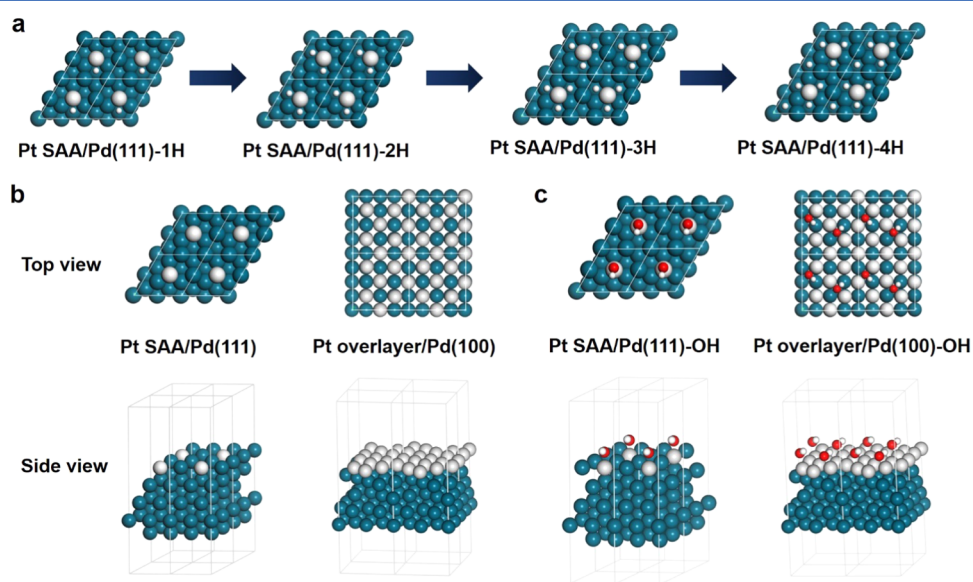 a
Pt SAA/Pd(111)-1H
Pt SAA/Pd(111)-2H
Pt SAA/Pd(111)-3H
Pt SAA/Pd(111)-4H
b
c
Top view
Pt SAA/Pd(111)
Pt overlayer/Pd(100)
Pt SAA/Pd(111)-OH
Pt overlayer/Pd(100)-OH
Side view